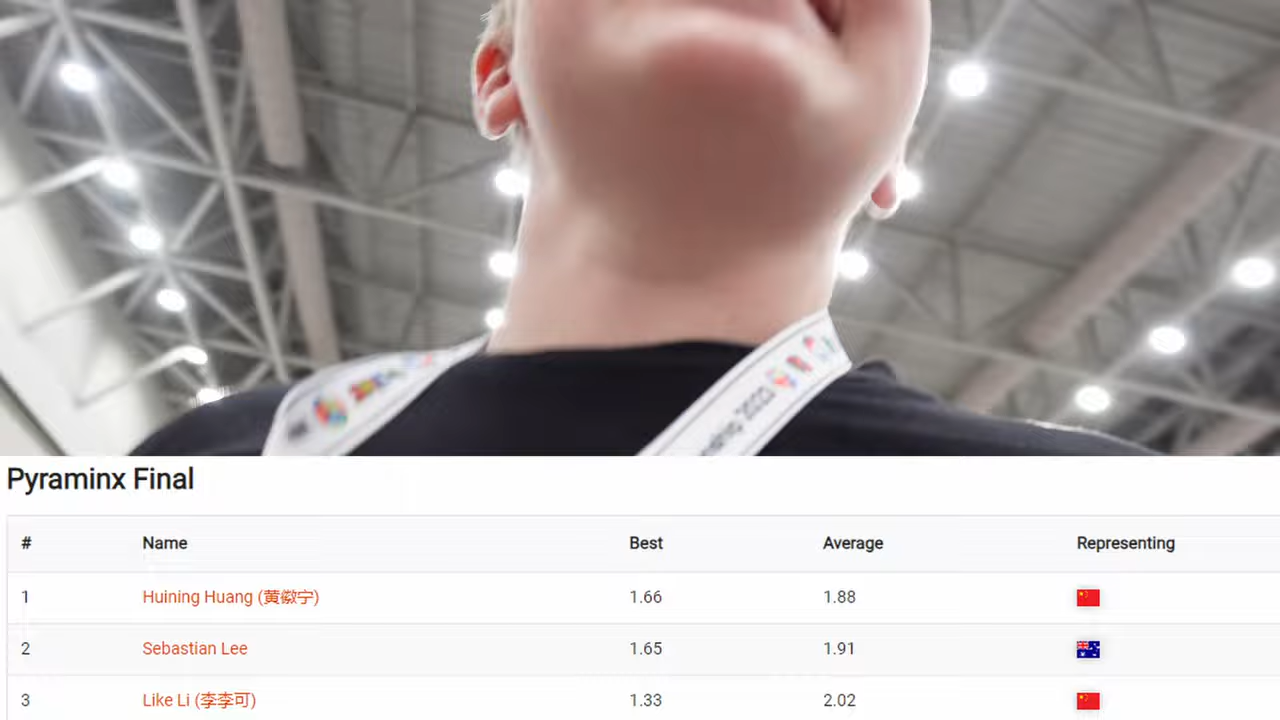 Pyraminx Final
# Name Best Average Representing
1 Huining Huang (黄徽宁) 1.66 1.88
2 Sebastian Lee 1.65 1.91
3 Like Li (李李可) 1.33 2.02